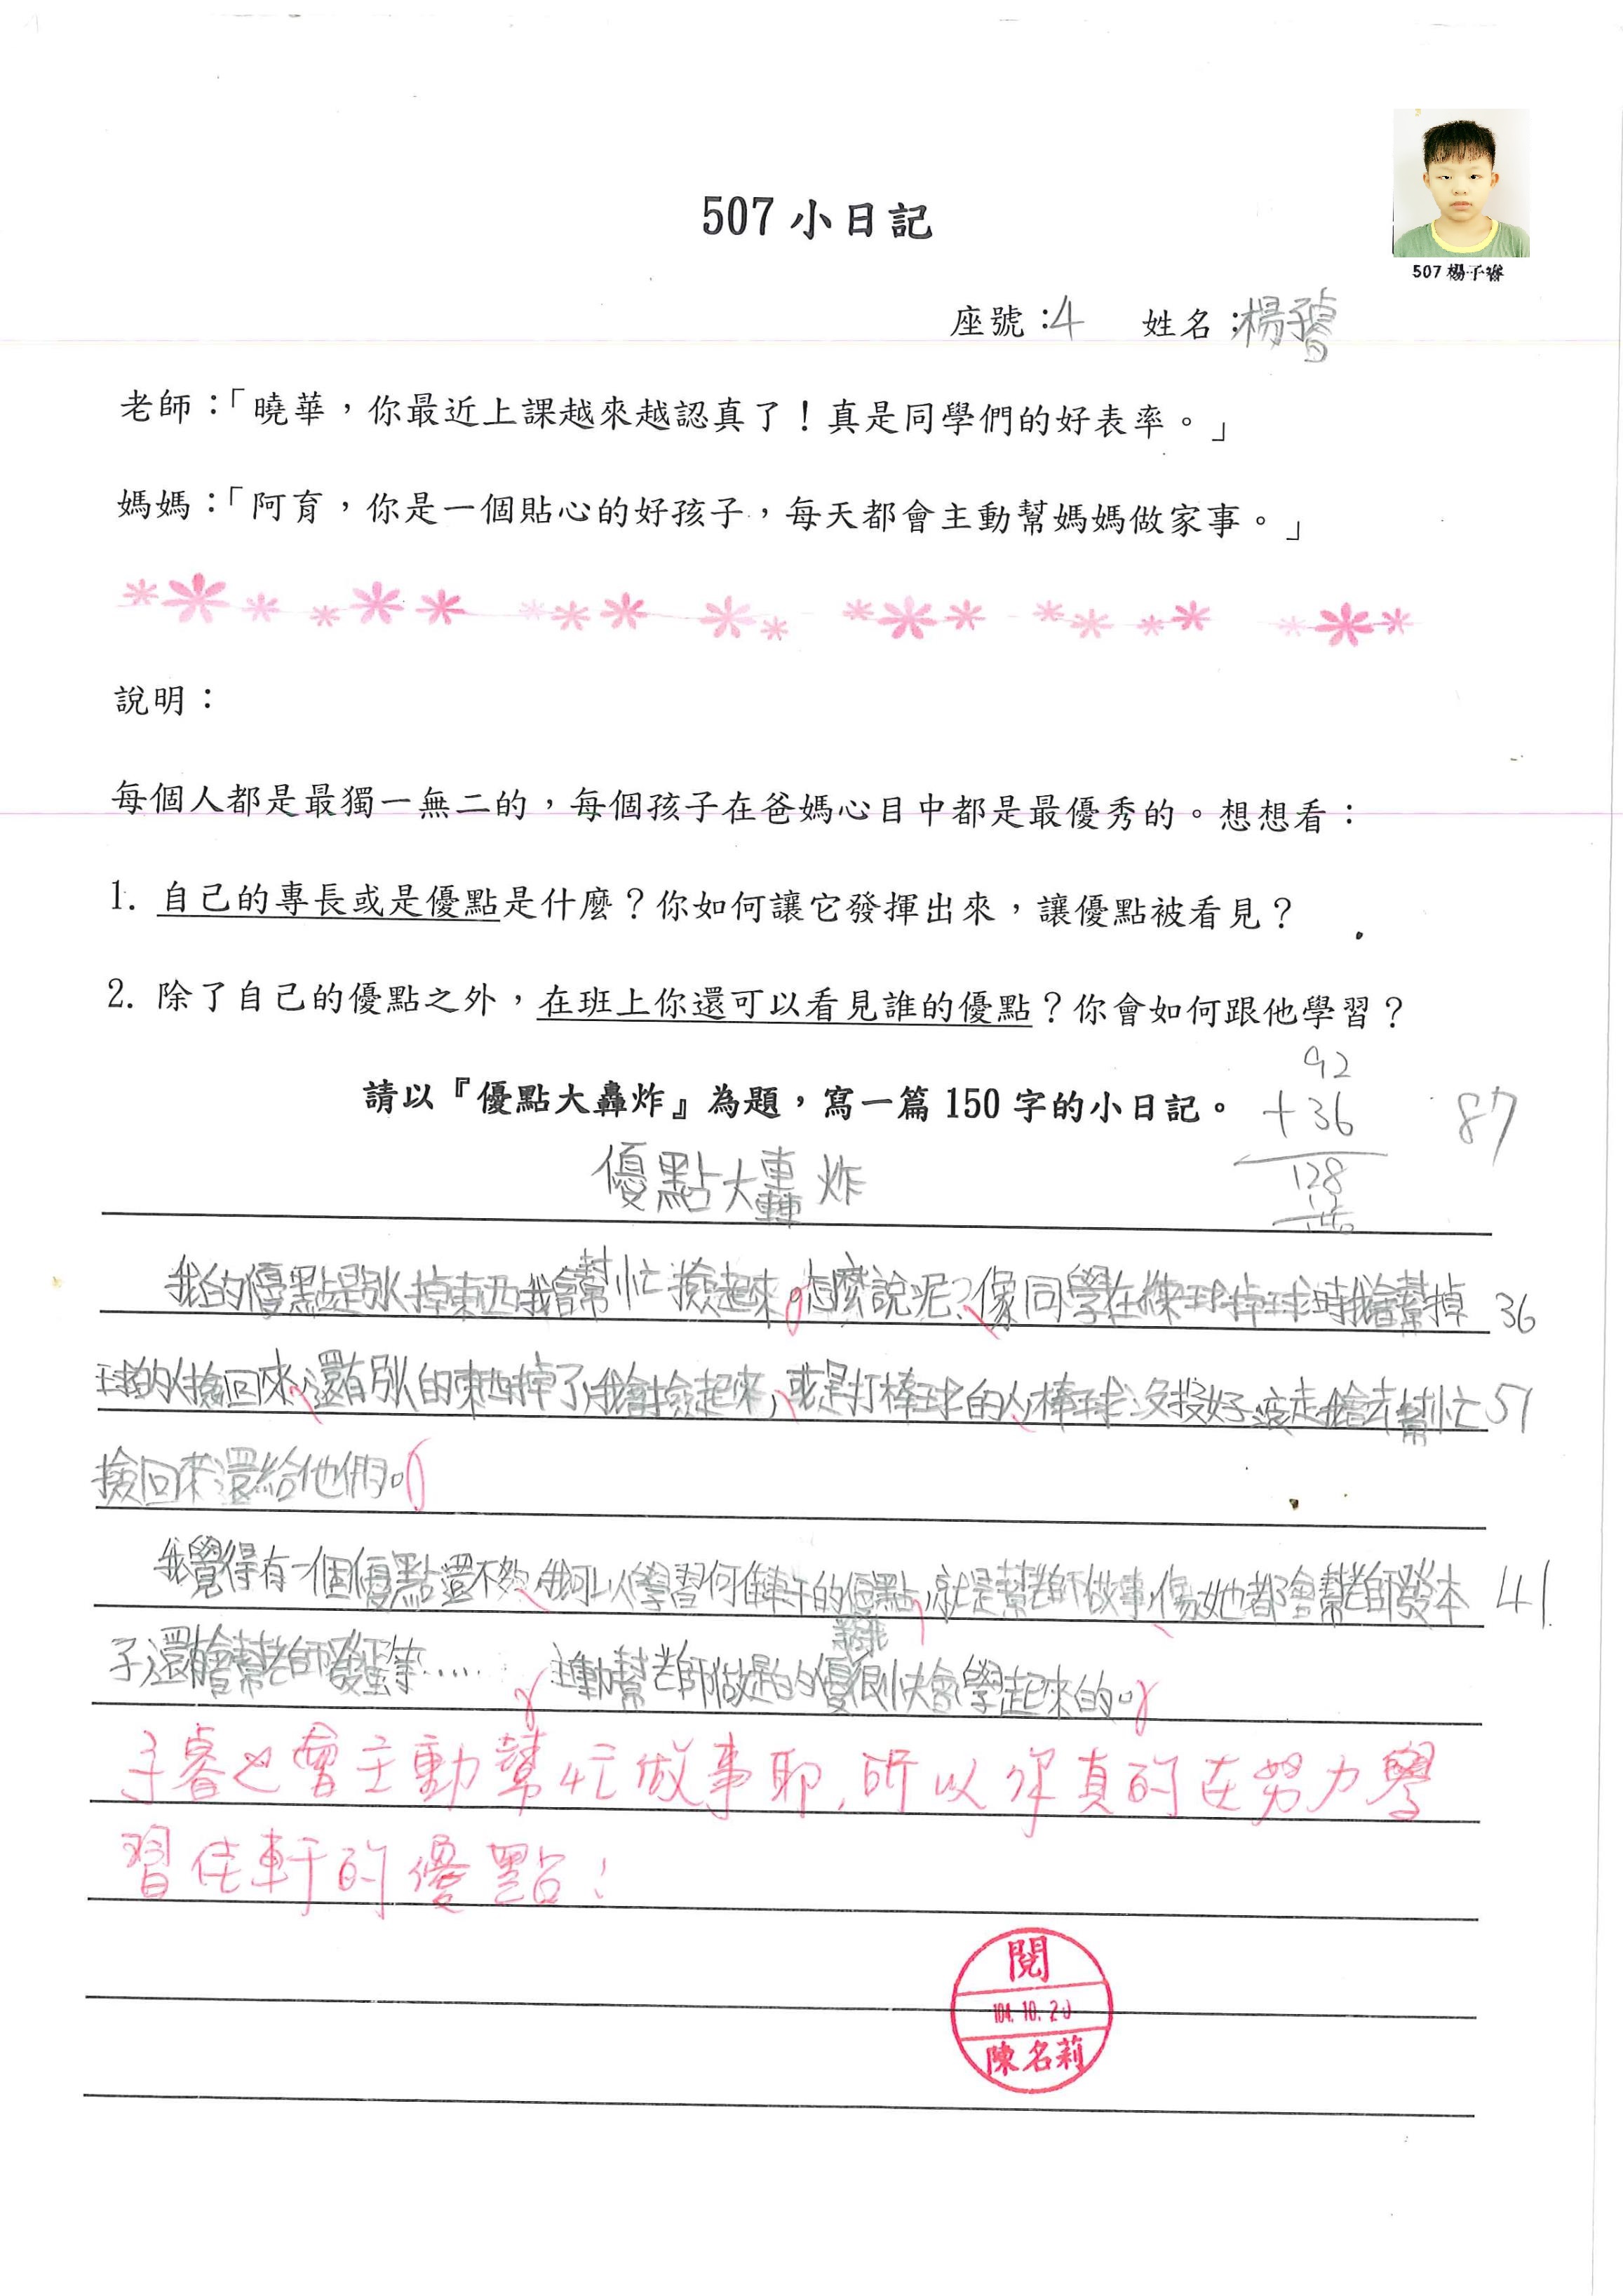 507 小日記
507 楊子睿
座號：4 姓名：楊子睿
老師：「曉華，你最近上課越來越認真了！真是同學們的好表率。」
媽媽：「阿育，你是一個貼心的好孩子，每天都會主動幫媽媽做家事。」
說明：
每個人都是最獨一無二的，每個孩子在爸媽心目中都是最優秀的。想想看：
1. 自己的專長或是優點是什麼？你如何讓它發揮出來，讓優點被看見？
2. 除了自己的優點之外，在班上你還可以看見誰的優點？你會如何跟他學習？
92
請以『優點大轟炸』為題，寫一篇 150 字的小日記。 +36 87
優點大轟炸 128
我的優點是別人掉東西我會幫忙撿起來。怎麼說呢？像同學在練球掉球時我會幫掉 36
球的人撿回來，還有別人的東西掉了，我會撿起來，或是打棒球的人，棒球沒投好，滾走我會去幫忙 51
撿回來還給他們。
我覺得有一個優點還不夠，我可以學習何佳軒的優點，就是幫老師做事，像她都會幫老師發本 41
子，還會幫老師發蛋等…… 主動幫老師做是的優很快會學起來的。
子睿也會主動幫忙做事耶，所以你真的在努力學
習佳軒的優點！
閱
104.10.20
陳名莉